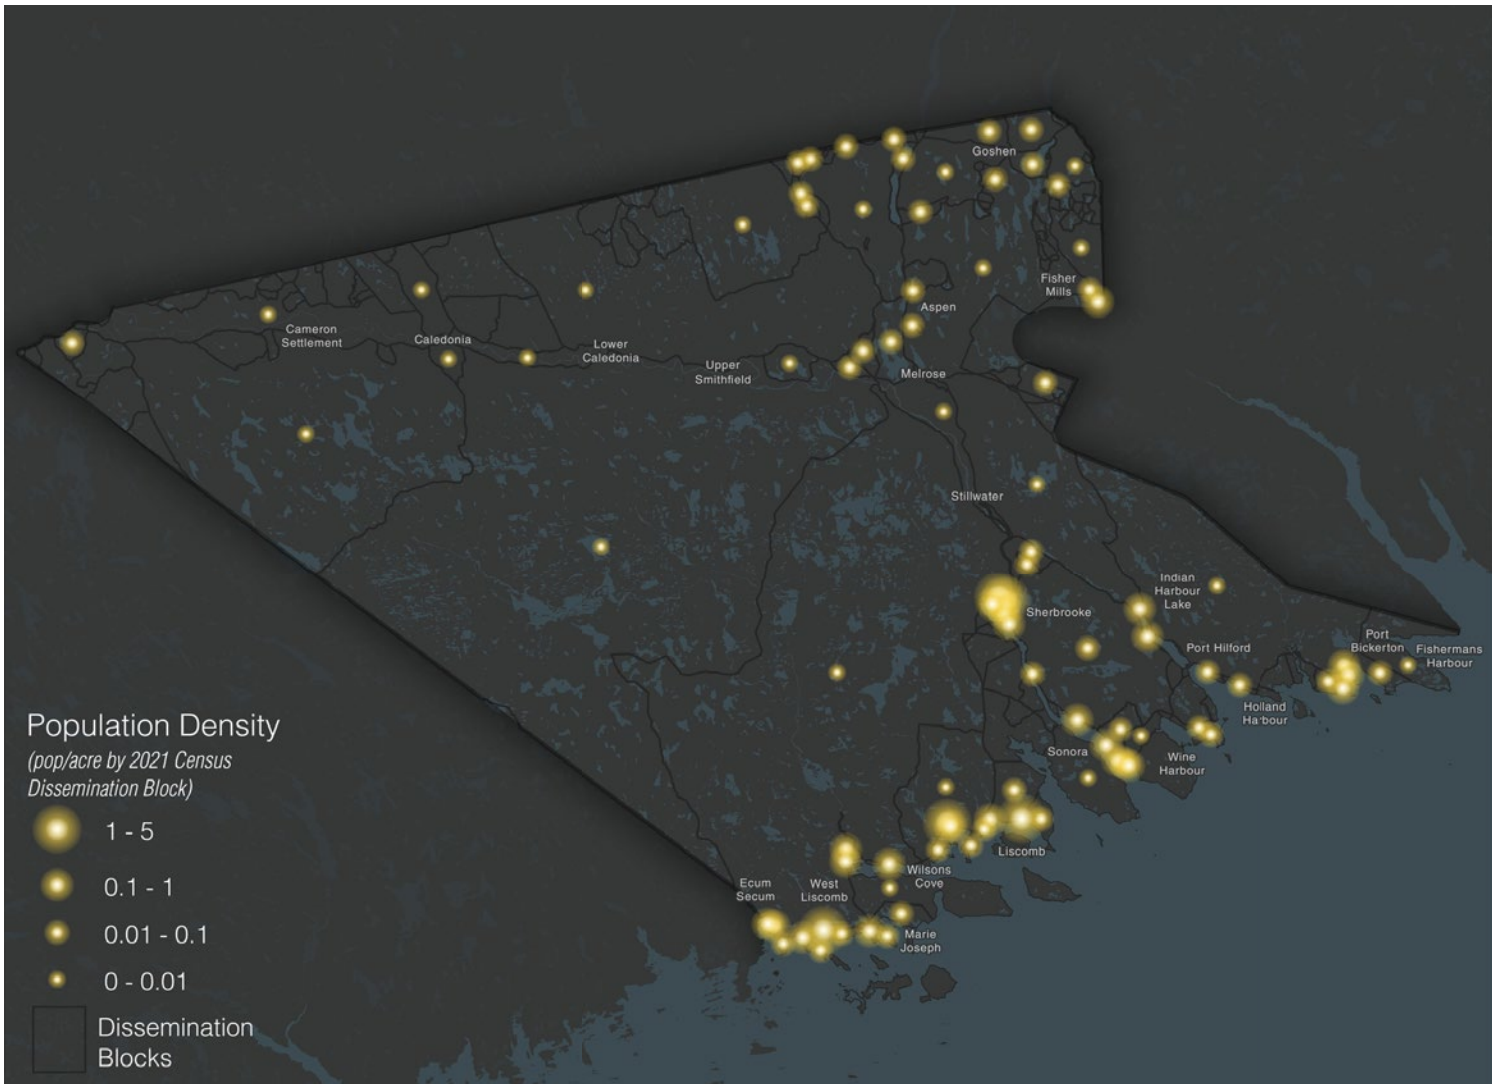 Goshen
Fisher
Mills
Aspen
Cameron
Settlement
Caledonia
Lower
Caledonia
Upper
Smithfield
Melrose
Stillwater
Indian
Harbour
Lake
Sherbrooke
Port Hilford
Port
Bickerton
Fishermans
Harbour
Holland
Harbour
Sonora
Wine
Harbour
Liscomb
Wilsons
Cove
Ecum
Secum
West
Liscomb
Marie
Joseph
Population Density
(pop/acre by 2021 Census
Dissemination Block)
1 - 5
0.1 - 1
0.01 - 0.1
0 - 0.01
Dissemination
Blocks